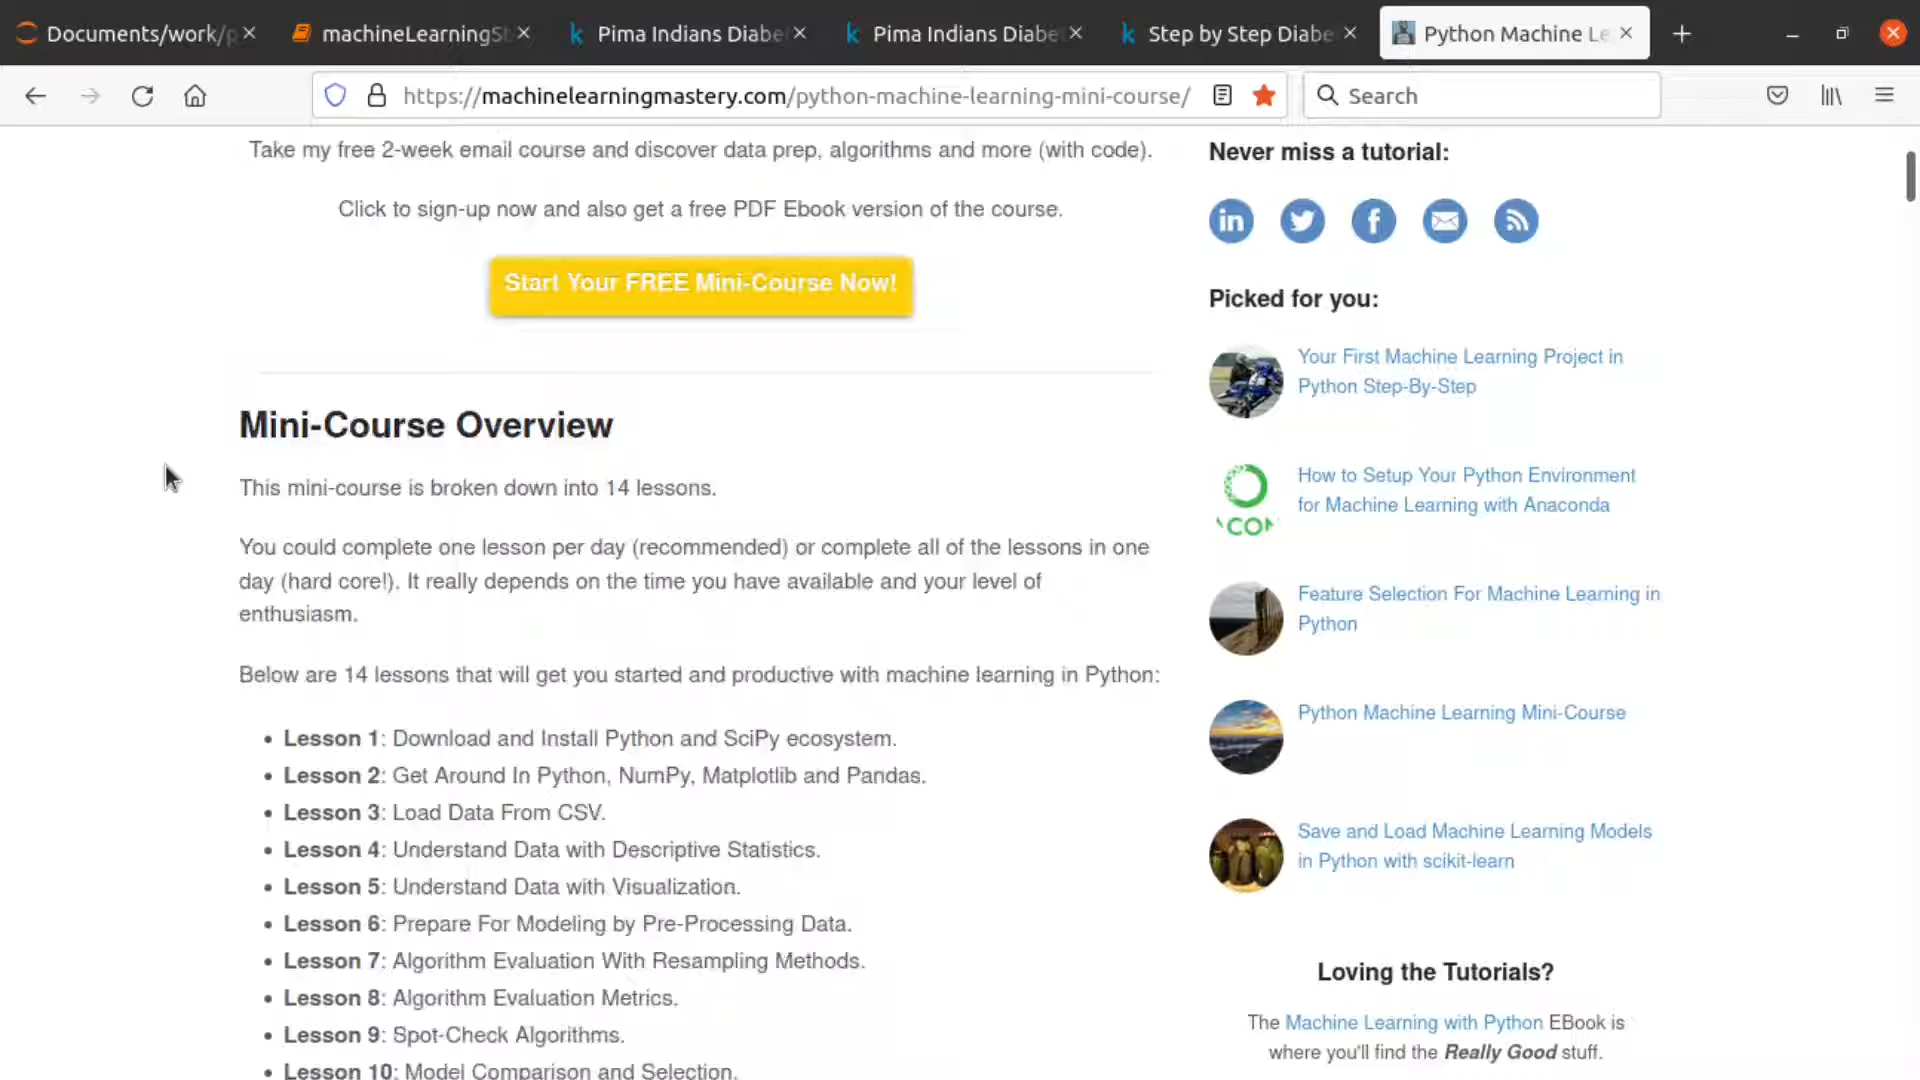 Documents/work/p
machineLearningSt
Pima Indians Diabe
Pima Indians Diabe
Step by Step Diabe
Python Machine Le
https://machinelearningmastery.com/python-machine-learning-mini-course/
Search
Take my free 2-week email course and discover data prep, algorithms and more (with code).
Click to sign-up now and also get a free PDF Ebook version of the course.
Start Your FREE Mini-Course Now!
Mini-Course Overview
This mini-course is broken down into 14 lessons.
You could complete one lesson per day (recommended) or complete all of the lessons in one
day (hard core!). It really depends on the time you have available and your level of
enthusiasm.
Below are 14 lessons that will get you started and productive with machine learning in Python:
• Lesson 1: Download and Install Python and SciPy ecosystem.
• Lesson 2: Get Around In Python, NumPy, Matplotlib and Pandas.
• Lesson 3: Load Data From CSV.
• Lesson 4: Understand Data with Descriptive Statistics.
• Lesson 5: Understand Data with Visualization.
• Lesson 6: Prepare For Modeling by Pre-Processing Data.
• Lesson 7: Algorithm Evaluation With Resampling Methods.
• Lesson 8: Algorithm Evaluation Metrics.
• Lesson 9: Spot-Check Algorithms.
• Lesson 10: Model Comparison and Selection.
Never miss a tutorial:
in
f
Picked for you:
Your First Machine Learning Project in
Python Step-By-Step
How to Setup Your Python Environment
for Machine Learning with Anaconda
CON
Feature Selection For Machine Learning in
Python
Python Machine Learning Mini-Course
Save and Load Machine Learning Models
in Python with scikit-learn
Loving the Tutorials?
The Machine Learning with Python EBook is
where you'll find the Really Good stuff.